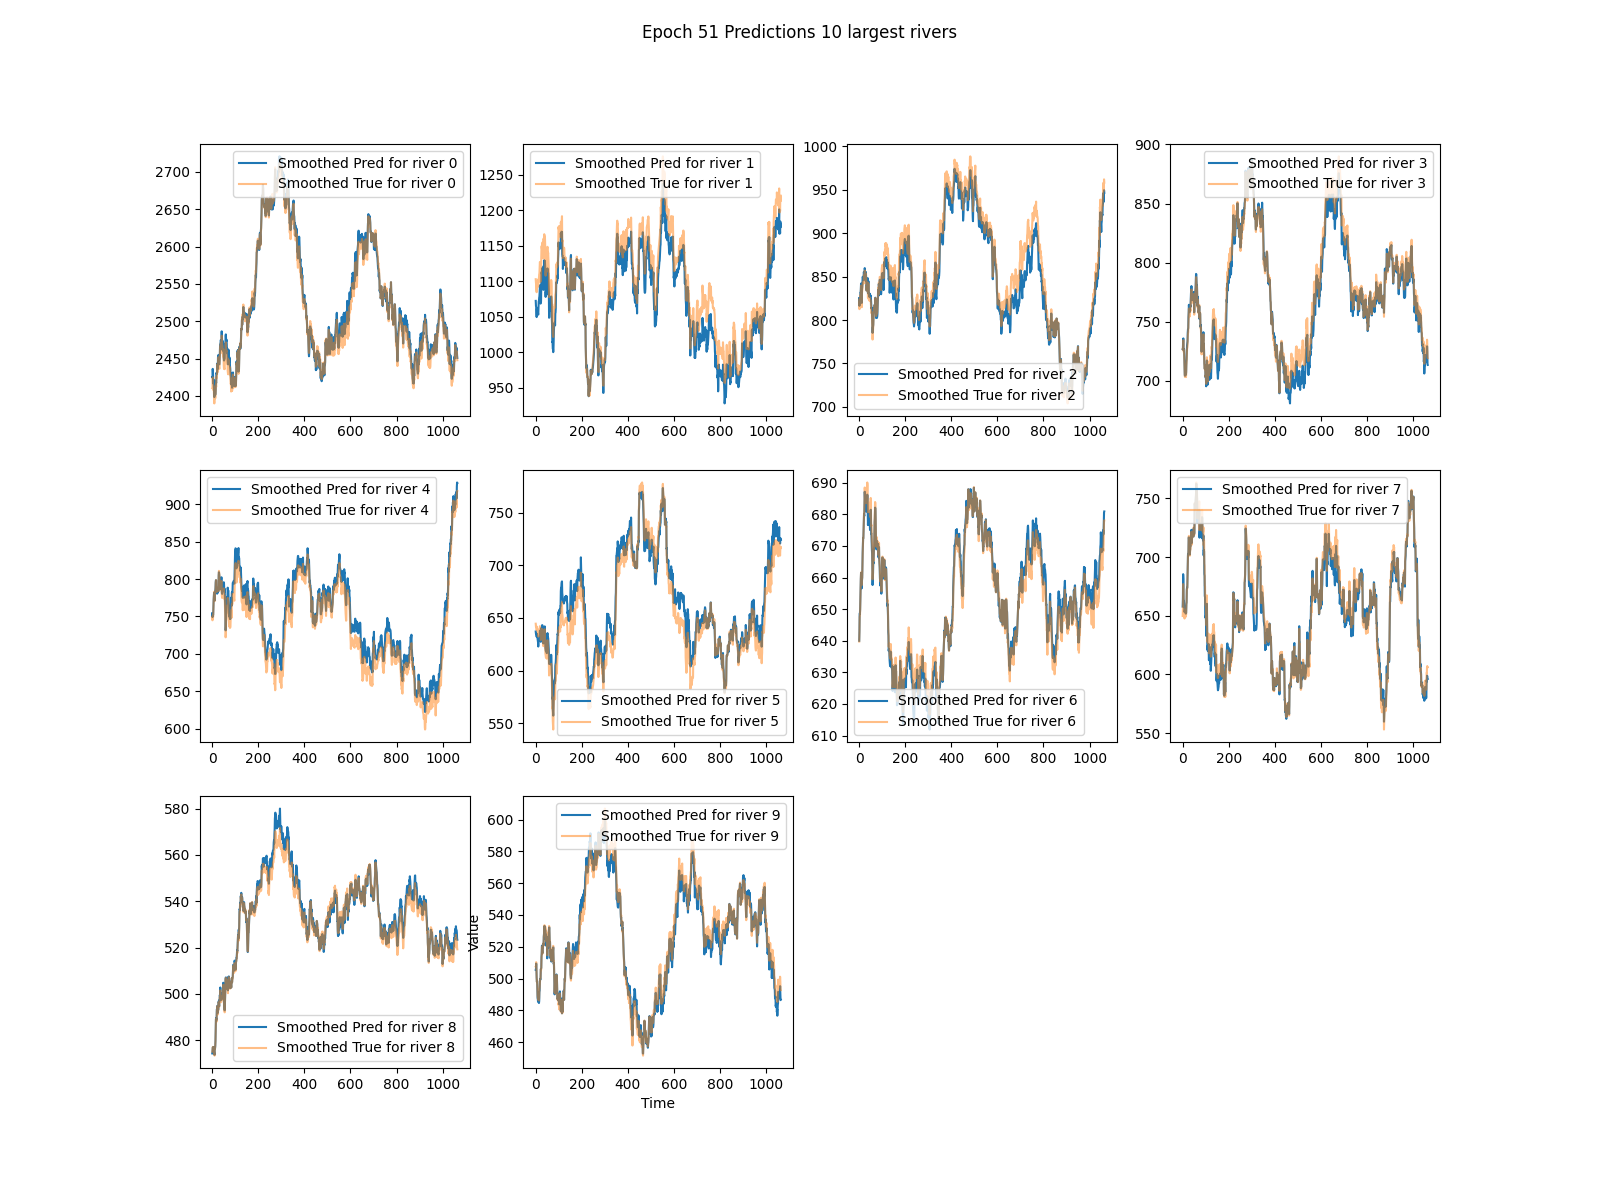 Epoch 51 Predictions 10 largest rivers
2700
2650
2600
2550
2500
2450
2400
0 200 400 600 800 1000
Smoothed Pred for river 0
Smoothed True for river 0
1250
1200
1150
1100
1050
1000
950
0 200 400 600 800 1000
Smoothed Pred for river 1
Smoothed True for river 1
1000
950
900
850
800
750
700
0 200 400 600 800 1000
Smoothed Pred for river 2
Smoothed True for river 2
900
850
800
750
700
0 200 400 600 800 1000
Smoothed Pred for river 3
Smoothed True for river 3
900
850
800
750
700
650
600
0 200 400 600 800 1000
Smoothed Pred for river 4
Smoothed True for river 4
750
700
650
600
550
0 200 400 600 800 1000
Smoothed Pred for river 5
Smoothed True for river 5
690
680
670
660
650
640
630
620
610
0 200 400 600 800 1000
Smoothed Pred for river 6
Smoothed True for river 6
750
700
650
600
550
0 200 400 600 800 1000
Smoothed Pred for river 7
Smoothed True for river 7
580
560
540
520
500
480
0 200 400 600 800 1000
Smoothed Pred for river 8
Smoothed True for river 8
Value
600
580
560
540
520
500
480
460
0 200 400 600 800 1000
Smoothed Pred for river 9
Smoothed True for river 9
Time